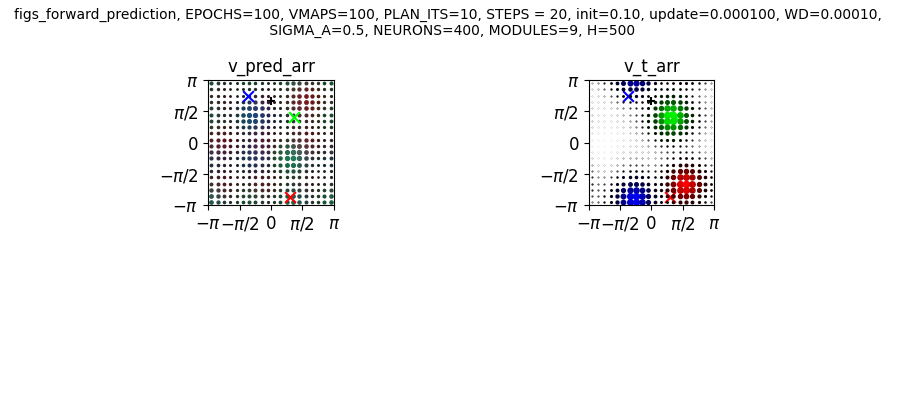 figs_forward_prediction, EPOCHS=100, VMAPS=100, PLAN_ITS=10, STEPS = 20, init=0.10, update=0.000100, WD=0.00010,
SIGMA_A=0.5, NEURONS=400, MODULES=9, H=500
v_pred_arr v_t_arr
π π
π/2 π/2
0 0
−π/2 −π/2
−π −π
−π −π/2 0 π/2 π −π −π/2 0 π/2 π